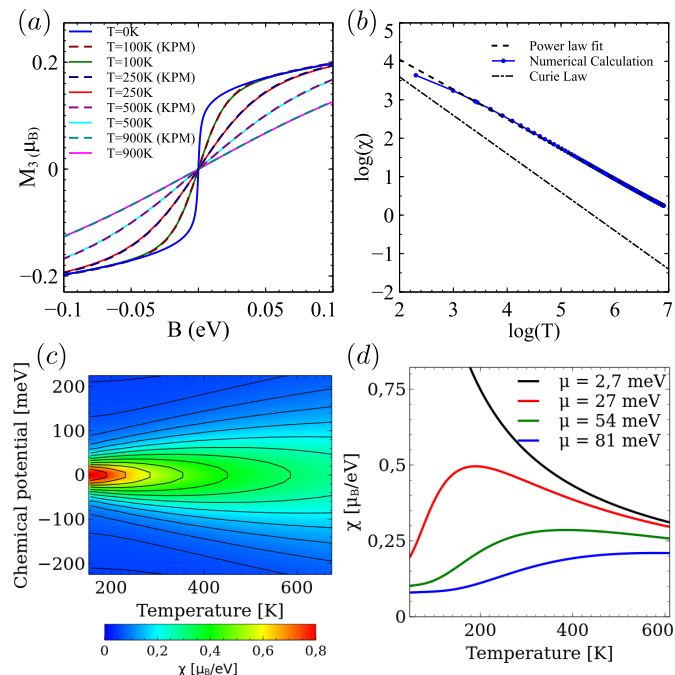 (a)
T=0K
T=100K (KPM)
T=100K
T=250K (KPM)
T=250K
T=500K (KPM)
T=500K
T=900K (KPM)
T=900K
0.2
0
−0.2
M3 (μB)
−0.1
−0.05
0
0.05
0.1
B (eV)
(b)
Power law fit
Numerical Calculation
Curie Law
5
4
3
2
1
0
−1
−2
log(χ)
2
3
4
5
6
7
log(T)
(c)
200
100
0
−100
−200
Chemical potential [meV]
200
400
600
Temperature [K]
0
0,2
0,4
0,6
0,8
χ [μB/eV]
(d)
μ = 2,7 meV
μ = 27 meV
μ = 54 meV
μ = 81 meV
0,75
0,5
0,25
0
χ [μB/eV]
200
400
600
Temperature [K]